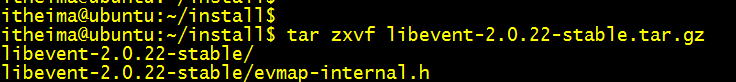 itheima@ubuntu:~/install$
itheima@ubuntu:~/install$ tar zxvf libevent-2.0.22-stable.tar.gz
libevent-2.0.22-stable/
libevent-2.0.22-stable/evmap-internal.h